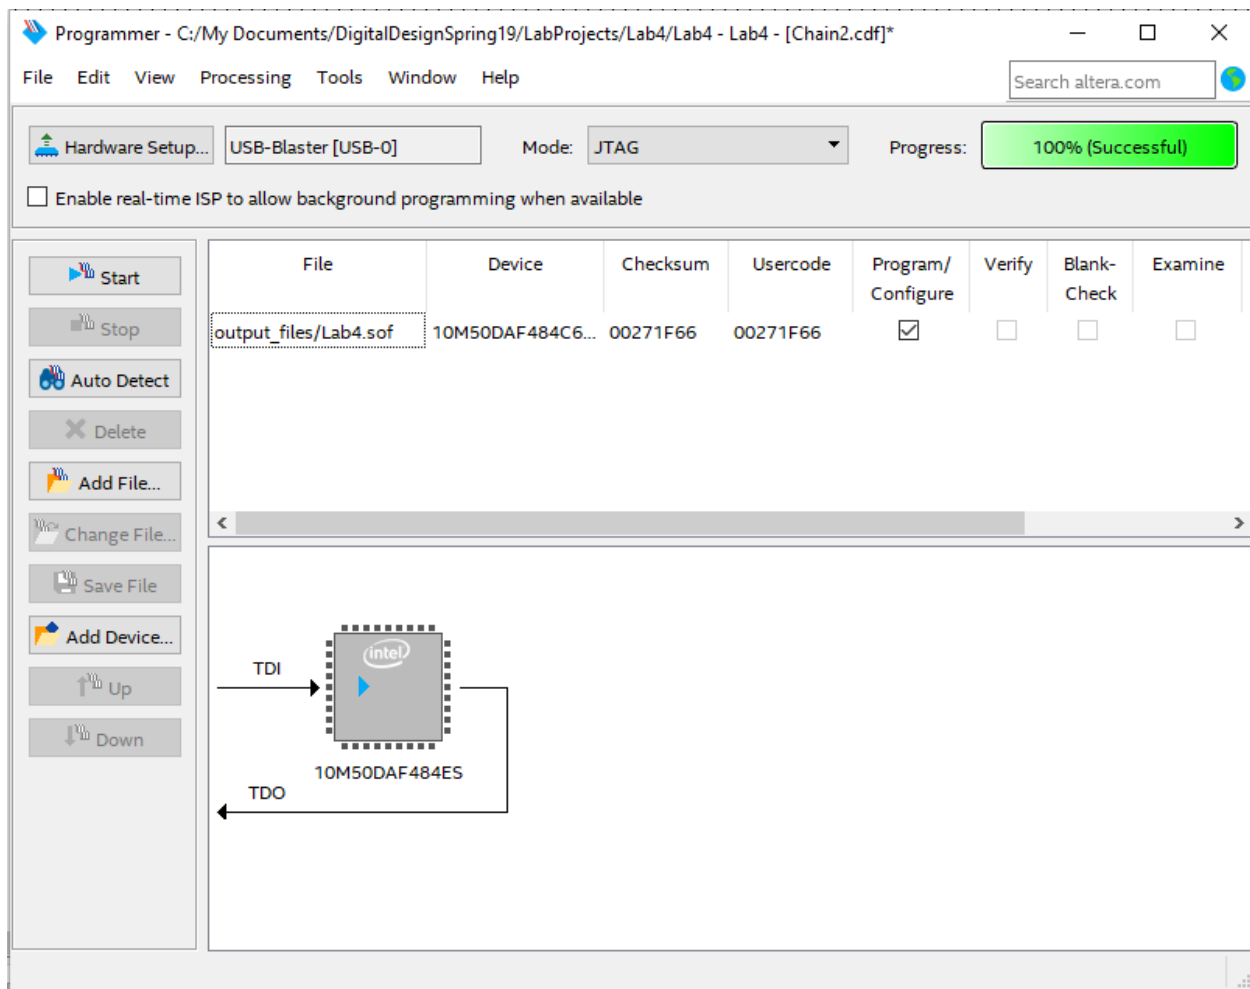 Programmer - C:/My Documents/DigitalDesignSpring19/LabProjects/Lab4/Lab4 - Lab4 - [Chain2.cdf]*
File Edit View Processing Tools Window Help
Search altera.com
Hardware Setup... USB-Blaster [USB-0] Mode: JTAG Progress: 100% (Successful)
Enable real-time ISP to allow background programming when available
Start
Stop
Auto Detect
Delete
Add File...
Change File...
Save File
Add Device...
Up
Down
File Device Checksum Usercode Program/ Verify Blank- Examine
Configure Check
output_files/Lab4.sof 10M50DAF484C6... 00271F66 00271F66
intel
TDI
10M50DAF484ES
TDO